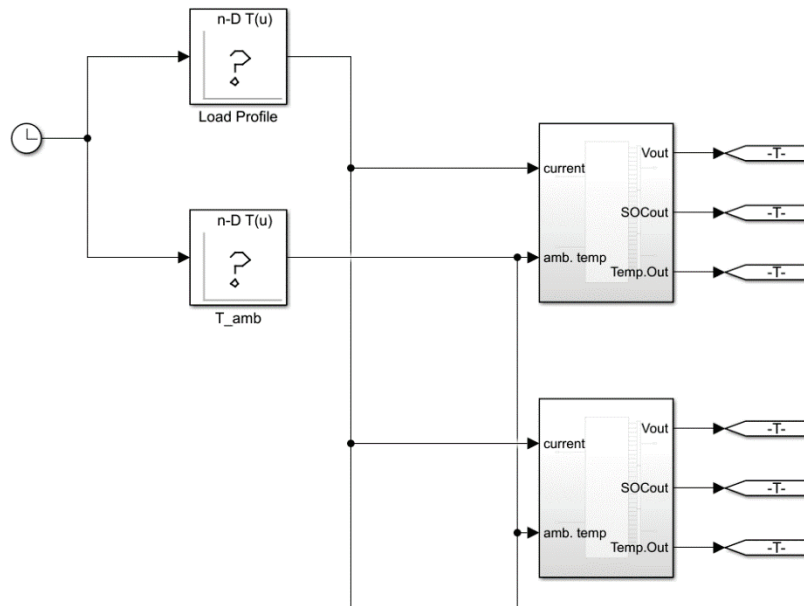 n-D T(u)
?
Load Profile
n-D T(u)
?
T_amb
current
amb. temp
Vout
SOCout
Temp.Out
-T-
-T-
-T-
current
amb. temp
Vout
SOCout
Temp.Out
-T-
-T-
-T-